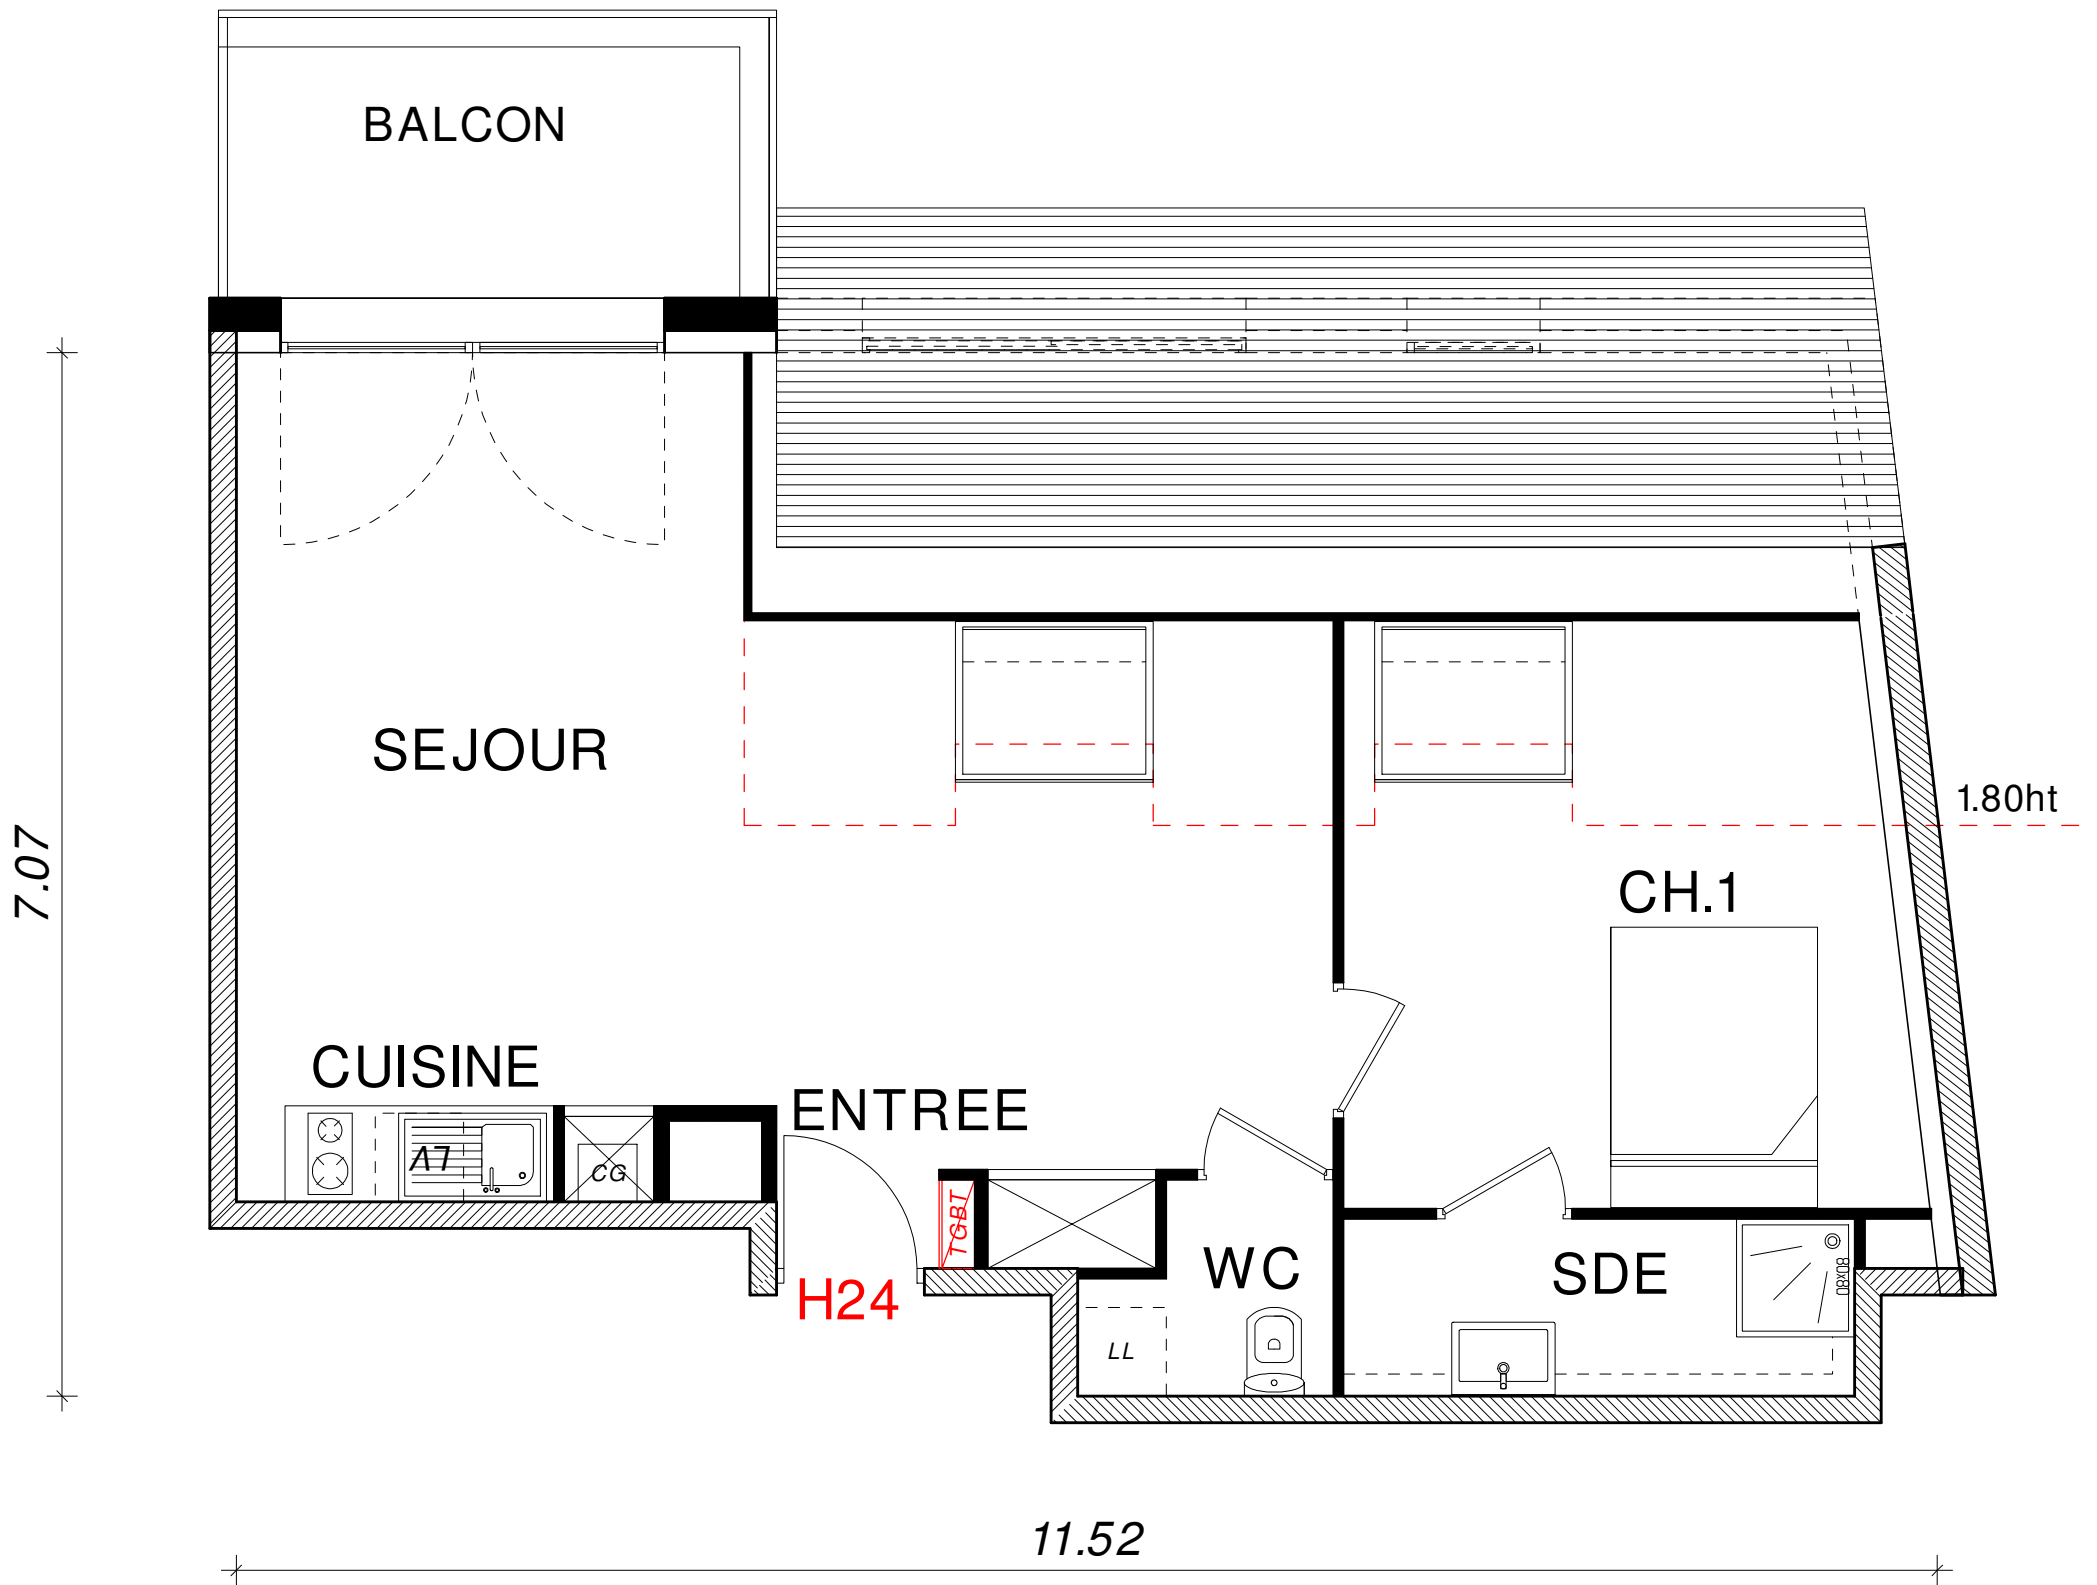 BALCON
SEJOUR
1.80ht
7.07
CH.1
CUISINE
ENTREE
LV
CG
TGBT
WC
SDE
80x80
H24
LL
11.52